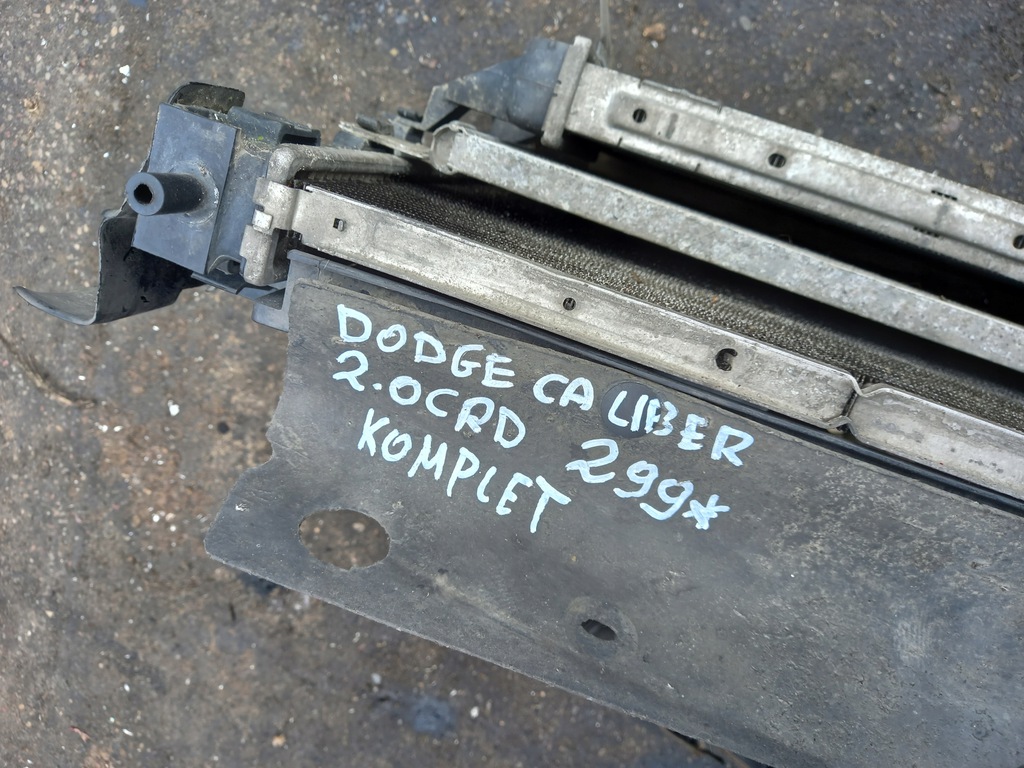 DODGE CALIBER
2.0CRD 299*
KOMPLET